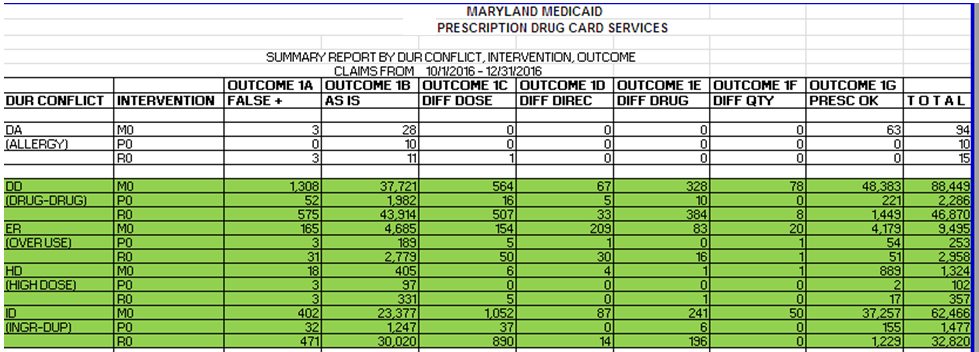 MARYLAND MEDICAID
PRESCRIPTION DRUG CARD SERVICES
SUMMARY REPORT BY DUR CONFLICT, INTERVENTION, OUTCOME
CLAIMS FROM 10/1/2016 - 12/31/2016
OUTCOME 1A OUTCOME 1B OUTCOME 1C OUTCOME 1D OUTCOME 1E OUTCOME 1F OUTCOME 1G
DUR CONFLICT INTERVENTION FALSE + AS IS DIFF DOSE DIFF DIREC DIFF DRUG DIFF QTY PRESC OK T O T A L
DA M0 3 28 0 0 0 0 63 94
(ALLERGY) P0 0 10 0 0 0 0 0 10
R0 3 11 1 0 0 0 0 15
DD M0 1,308 37,721 564 67 328 78 48,383 88,449
(DRUG-DRUG) P0 52 1,982 16 5 10 0 221 2,286
R0 575 43,914 507 33 384 8 1,449 46,870
ER M0 165 4,685 154 209 83 20 4,179 9,495
(OVER USE) P0 3 189 5 1 0 1 54 253
R0 31 2,779 50 30 16 1 51 2,958
HD M0 18 405 6 4 1 1 889 1,324
(HIGH DOSE) P0 3 97 0 0 0 0 2 102
R0 3 331 5 0 1 0 17 357
ID M0 402 23,377 1,052 87 241 50 37,257 62,466
(INGR-DUP) P0 32 1,247 37 0 6 0 155 1,477
R0 471 30,020 890 14 196 0 1,229 32,820